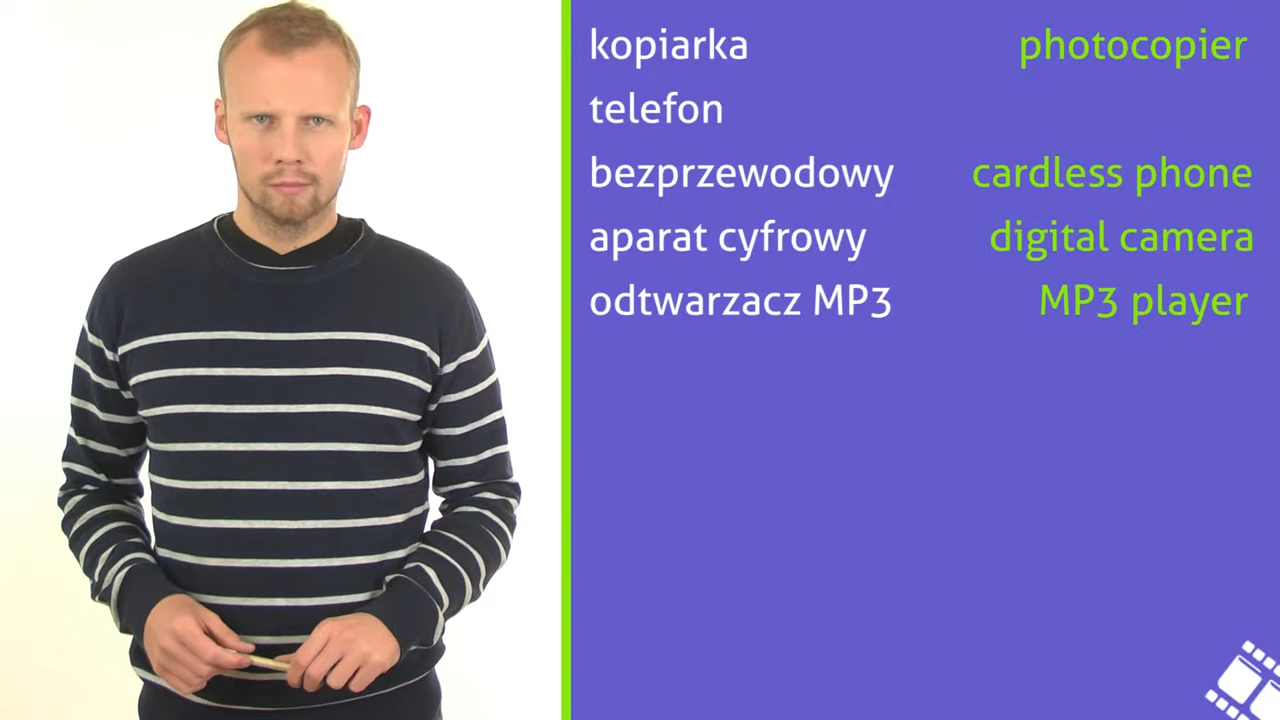 kopiarka photocopier
telefon
bezprzewodowy cardless phone
aparat cyfrowy digital camera
odtwarzacz MP3 MP3 player